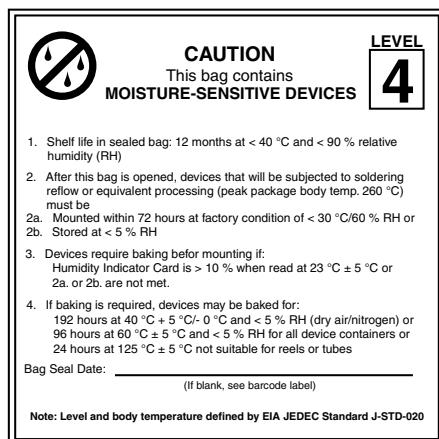 LEVEL
CAUTION
4
This bag contains
MOISTURE-SENSITIVE DEVICES
1. Shelf life in sealed bag: 12 months at < 40 °C and < 90 % relative
humidity (RH)
2. After this bag is opened, devices that will be subjected to soldering
reflow or equivalent processing (peak package body temp. 260 °C)
must be
2a. Mounted within 72 hours at factory condition of < 30 °C/60 % RH or
2b. Stored at < 5 % RH
3. Devices require baking befor mounting if:
Humidity Indicator Card is > 10 % when read at 23 °C ± 5 °C or
2a. or 2b. are not met.
4. If baking is required, devices may be baked for:
192 hours at 40 °C + 5 °C/- 0 °C and < 5 % RH (dry air/nitrogen) or
96 hours at 60 °C ± 5 °C and < 5 % RH for all device containers or
24 hours at 125 °C ± 5 °C not suitable for reels or tubes
Bag Seal Date:
(If blank, see barcode label)
Note: Level and body temperature defined by EIA JEDEC Standard J-STD-020